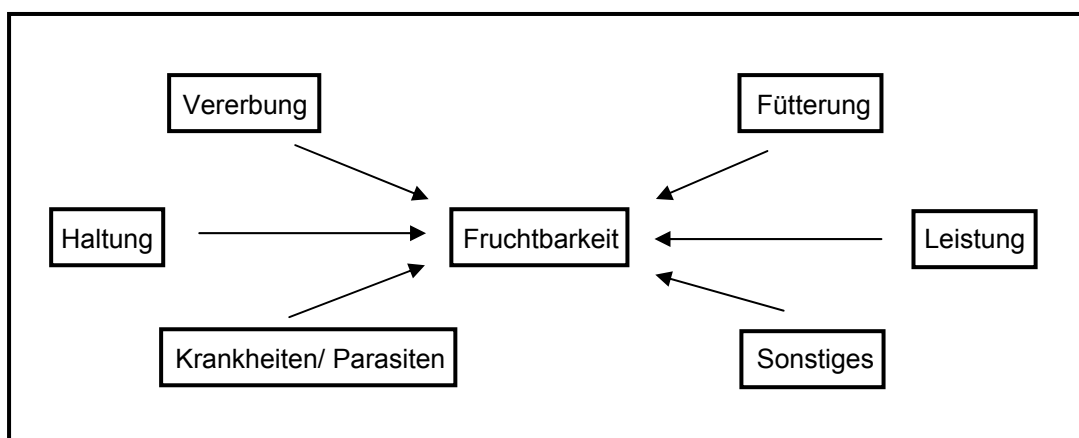 Vererbung
Fütterung
Haltung
Fruchtbarkeit
Leistung
Krankheiten/ Parasiten
Sonstiges